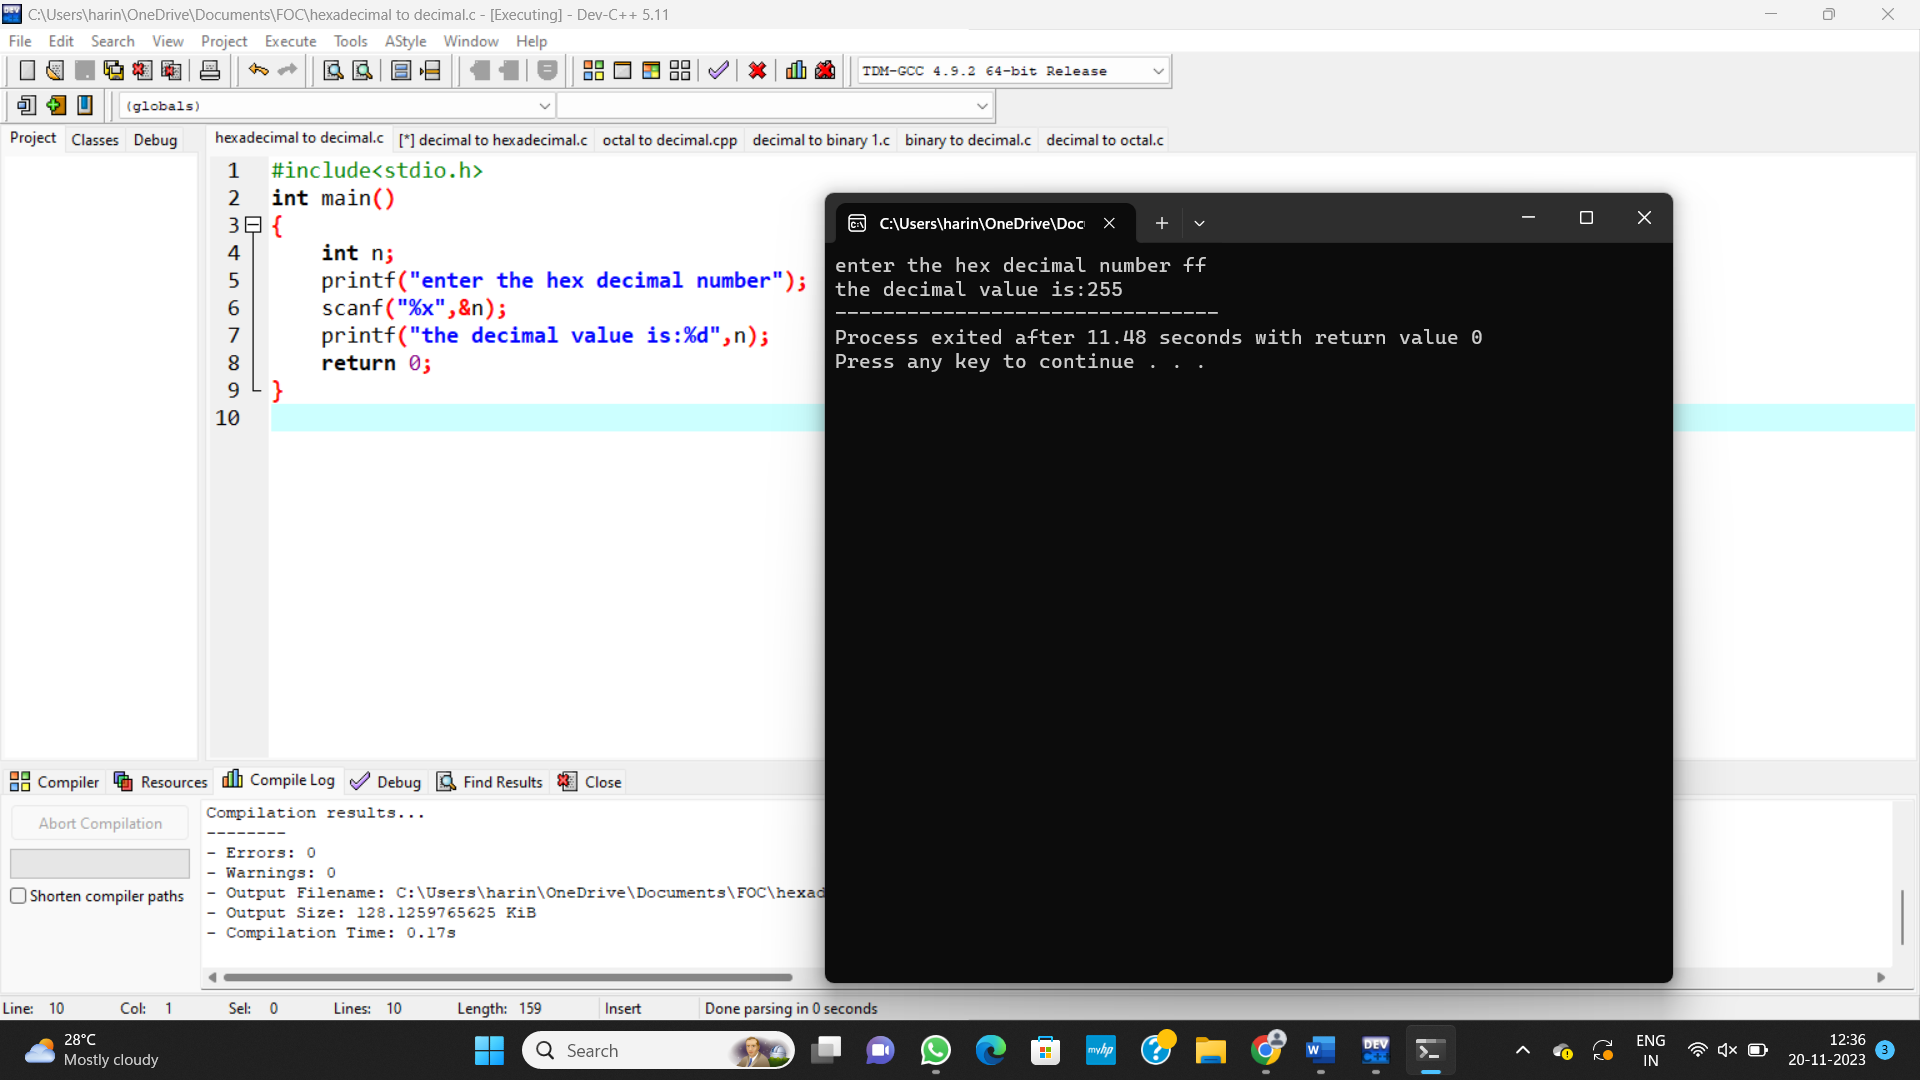 C:\Users\harin\OneDrive\Documents\FOC\hexadecimal to decimal.c - [Executing] - Dev-C++ 5.11
File Edit Search View Project Execute Tools AStyle Window Help
TDM-GCC 4.9.2 64-bit Release
(globals)
Project Classes Debug
hexadecimal to decimal.c [*] decimal to hexadecimal.c octal to decimal.cpp decimal to binary 1.c binary to decimal.c decimal to octal.c
1 #include<stdio.h>
2 int main()
3 {
4 int n;
5 printf("enter the hex decimal number");
6 scanf("%x",&n);
7 printf("the decimal value is:%d",n);
8 return 0;
9 }
10
C:\Users\harin\OneDrive\Doc
enter the hex decimal number ff
the decimal value is:255
--------------------------------
Process exited after 11.48 seconds with return value 0
Press any key to continue . . .
Compiler Resources Compile Log Debug Find Results Close
Abort Compilation
Shorten compiler paths
Compilation results...
--------
- Errors: 0
- Warnings: 0
- Output Filename: C:\Users\harin\OneDrive\Documents\FOC\hexad
- Output Size: 128.1259765625 KiB
- Compilation Time: 0.17s
Line: 10 Col: 1 Sel: 0 Lines: 10 Length: 159 Insert Done parsing in 0 seconds
28°C
Mostly cloudy
Search
myhp
W
DEV
C++
ENG
IN
12:36
20-11-2023
3